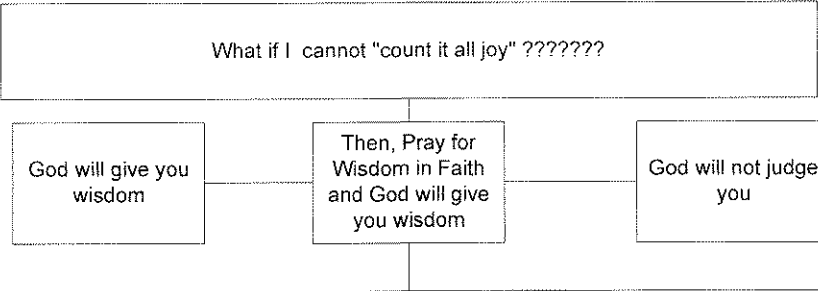 What if I cannot "count it all joy" ???????
God will give you
wisdom
Then, Pray for
Wisdom in Faith
and God will give
you wisdom
God will not judge
you